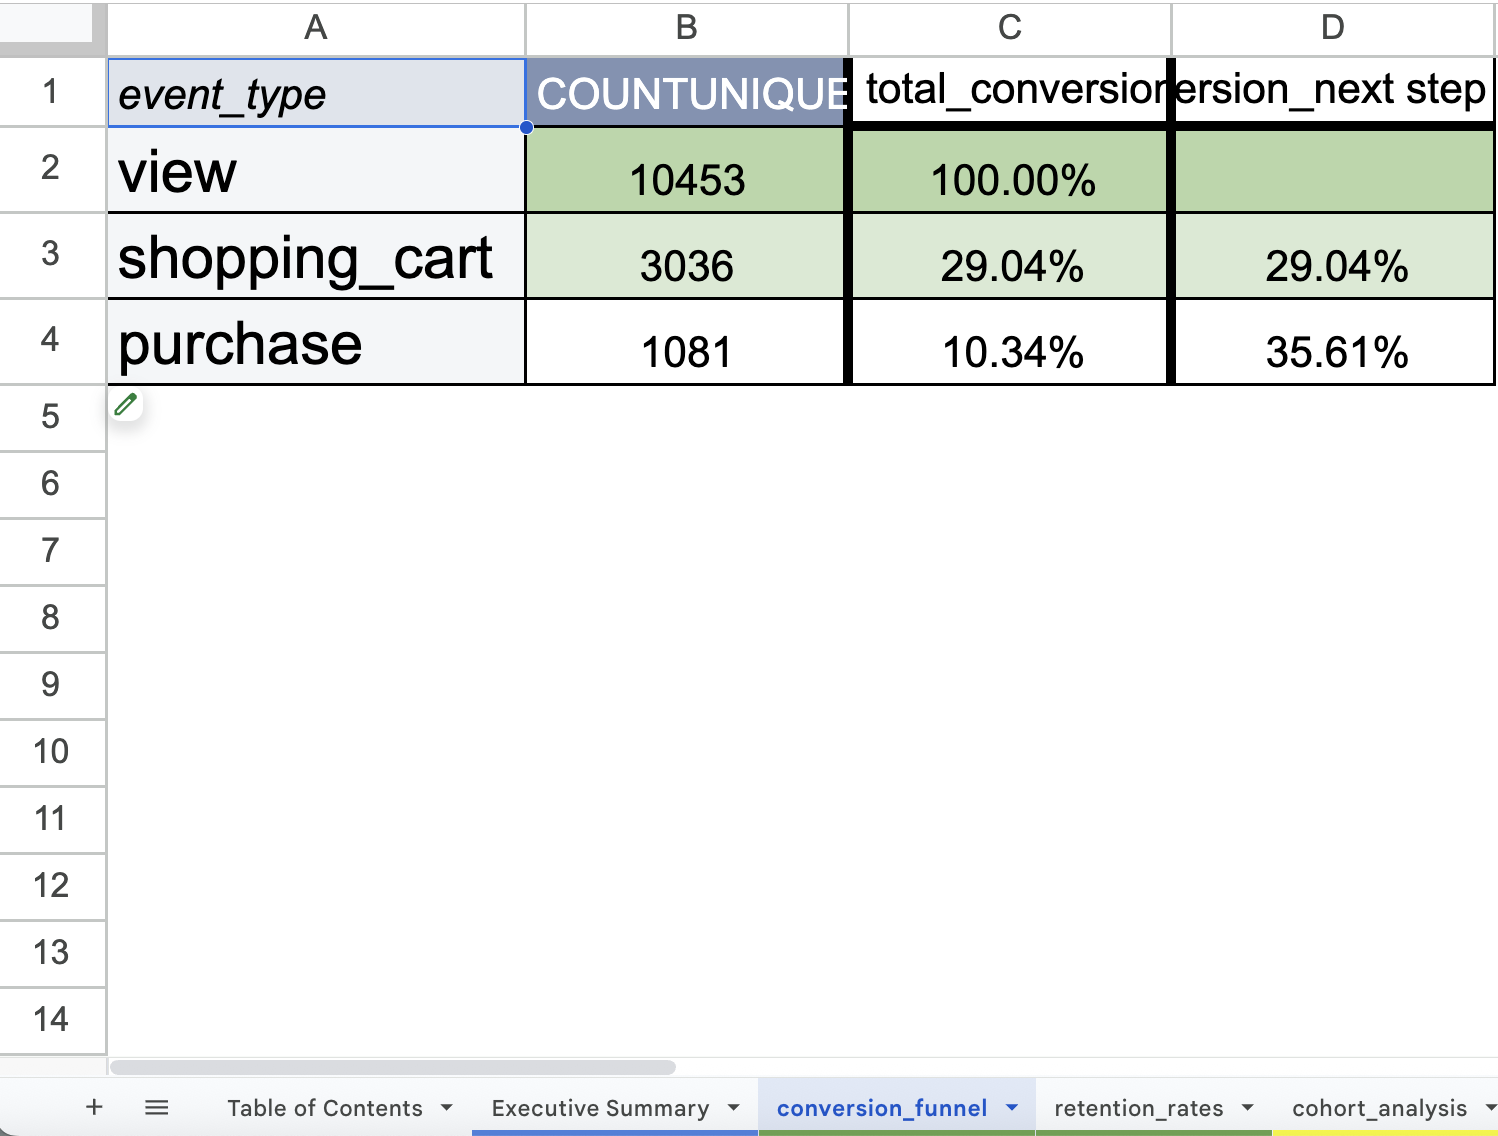 A B C D
1 event_type COUNTUNIQUE total_conversion ersion_next step
2 view 10453 100.00%
3 shopping_cart 3036 29.04% 29.04%
4 purchase 1081 10.34% 35.61%
5
6
7
8
9
10
11
12
13
14
+ Table of Contents Executive Summary conversion_funnel retention_rates cohort_analysis